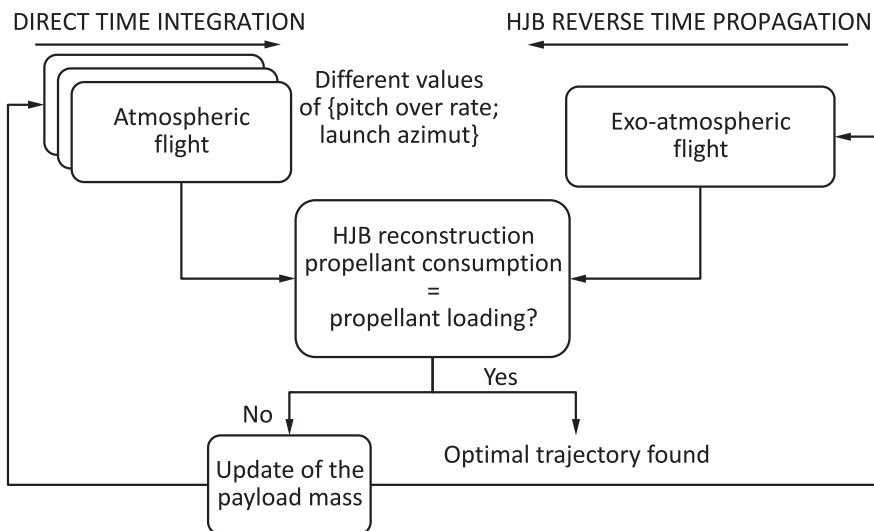 DIRECT TIME INTEGRATION
HJB REVERSE TIME PROPAGATION
Atmospheric
flight
Different values
of {pitch over rate;
launch azimut}
Exo-atmospheric
flight
HJB reconstruction
propellant consumption
=
propellant loading?
Yes
No
Update of the
payload mass
Optimal trajectory found